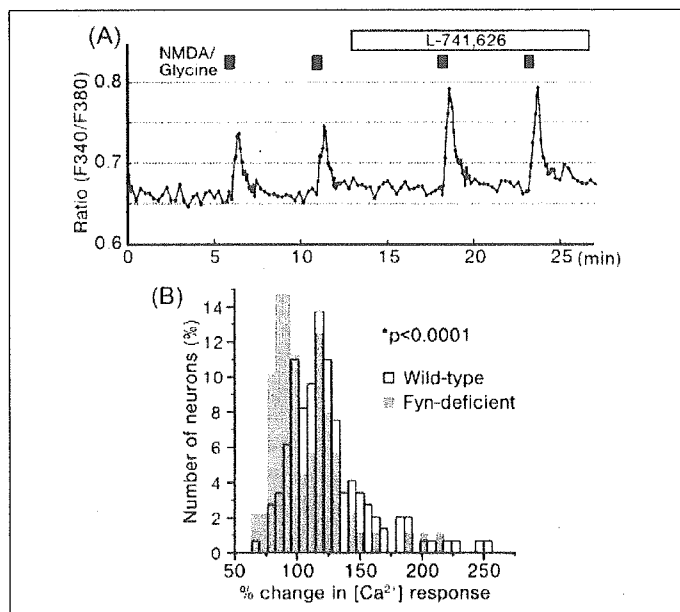 (A)
L-741,626
NMDA/
Glycine
0.8
0.7
0.6
Ratio (F340/F380)
0 5 10 15 20 25 (min)
(B)
14
12
10
8
6
4
2
0
Number of neurons (%)
*p<0.0001
Wild-type
Fyn-deficient
50 100 150 200 250
% change in [Ca²⁺] response